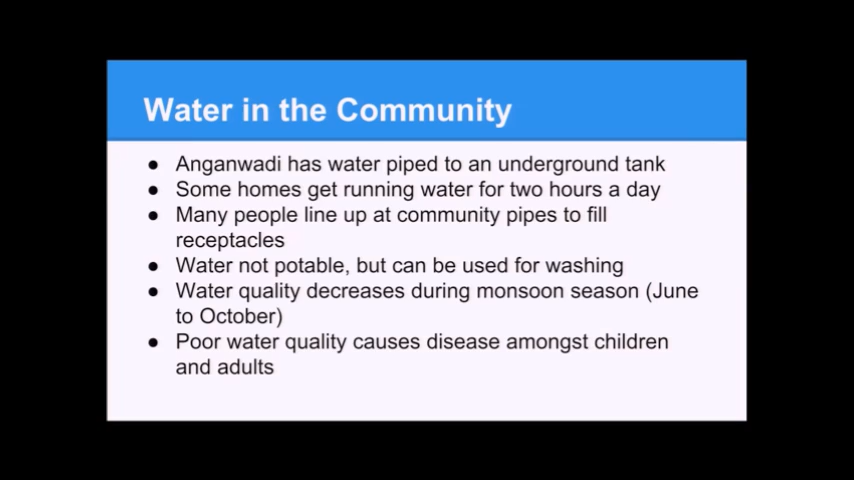 Water in the Community
● Anganwadi has water piped to an underground tank
● Some homes get running water for two hours a day
● Many people line up at community pipes to fill
receptacles
● Water not potable, but can be used for washing
● Water quality decreases during monsoon season (June
to October)
● Poor water quality causes disease amongst children
and adults